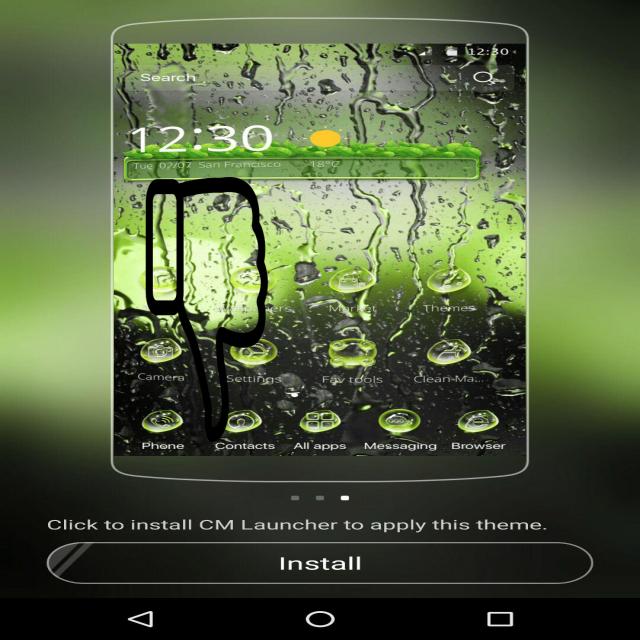 12:30
Search
12:30
Tue 07/07 San Francisco 18°C
Market Themes
Camera Settings Fav tools Clean-Ma...
Phone Contacts All apps Messaging Browser
Click to install CM Launcher to apply this theme.
Install